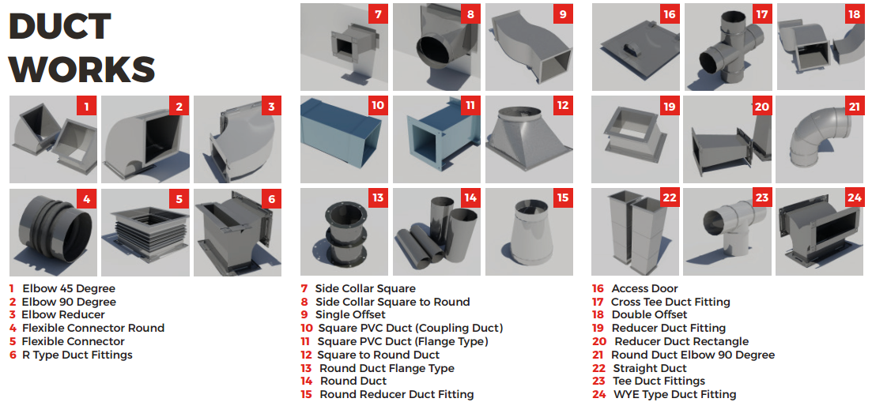 DUCT
WORKS
1
2
3
4
5
6
1 Elbow 45 Degree
2 Elbow 90 Degree
3 Elbow Reducer
4 Flexible Connector Round
5 Flexible Connector
6 R Type Duct Fittings
7
8
9
10
11
12
13
14
15
7 Side Collar Square
8 Side Collar Square to Round
9 Single Offset
10 Square PVC Duct (Coupling Duct)
11 Square PVC Duct (Flange Type)
12 Square to Round Duct
13 Round Duct Flange Type
14 Round Duct
15 Round Reducer Duct Fitting
16
17
18
19
20
21
22
23
24
16 Access Door
17 Cross Tee Duct Fitting
18 Double Offset
19 Reducer Duct Fitting
20 Reducer Duct Rectangle
21 Round Duct Elbow 90 Degree
22 Straight Duct
23 Tee Duct Fittings
24 WYE Type Duct Fitting